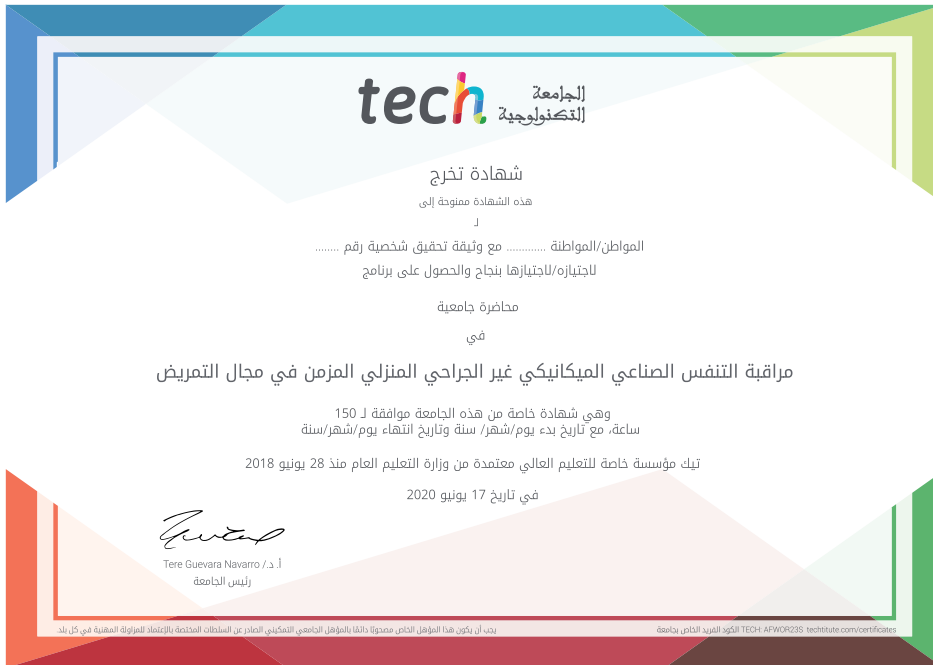 tech
الجامعة
التكنولوجية
شهادة تخرج
هذه الشهادة ممنوحة إلى
لـ
المواطن/المواطنة ............. مع وثيقة تحقيق شخصية رقم ........
لاجتيازه/لاجتيازها بنجاح والحصول على برنامج
محاضرة جامعية
في
مراقبة التنفس الصناعي الميكانيكي غير الجراحي المنزلي المزمن في مجال التمريض
وهي شهادة خاصة من هذه الجامعة موافقة لـ 150
ساعة، مع تاريخ بدء يوم/شهر/ سنة وتاريخ انتهاء يوم/شهر/سنة
تيك مؤسسة خاصة للتعليم العالي معتمدة من وزارة التعليم العام منذ 28 يونيو 2018
في تاريخ 17 يونيو 2020
أ. د./ Tere Guevara Navarro
رئيس الجامعة
يجب أن يكون هذا المؤهل الخاص مصحوبًا دائمًا بالمؤهل الجامعي التمكيني الصادر عن السلطات المختصة بالإعتماد للمزاولة المهنية في كل بلد.
الكود الفريد الخاص بجامعة TECH: AFWOR23S techtitute.com/certificates